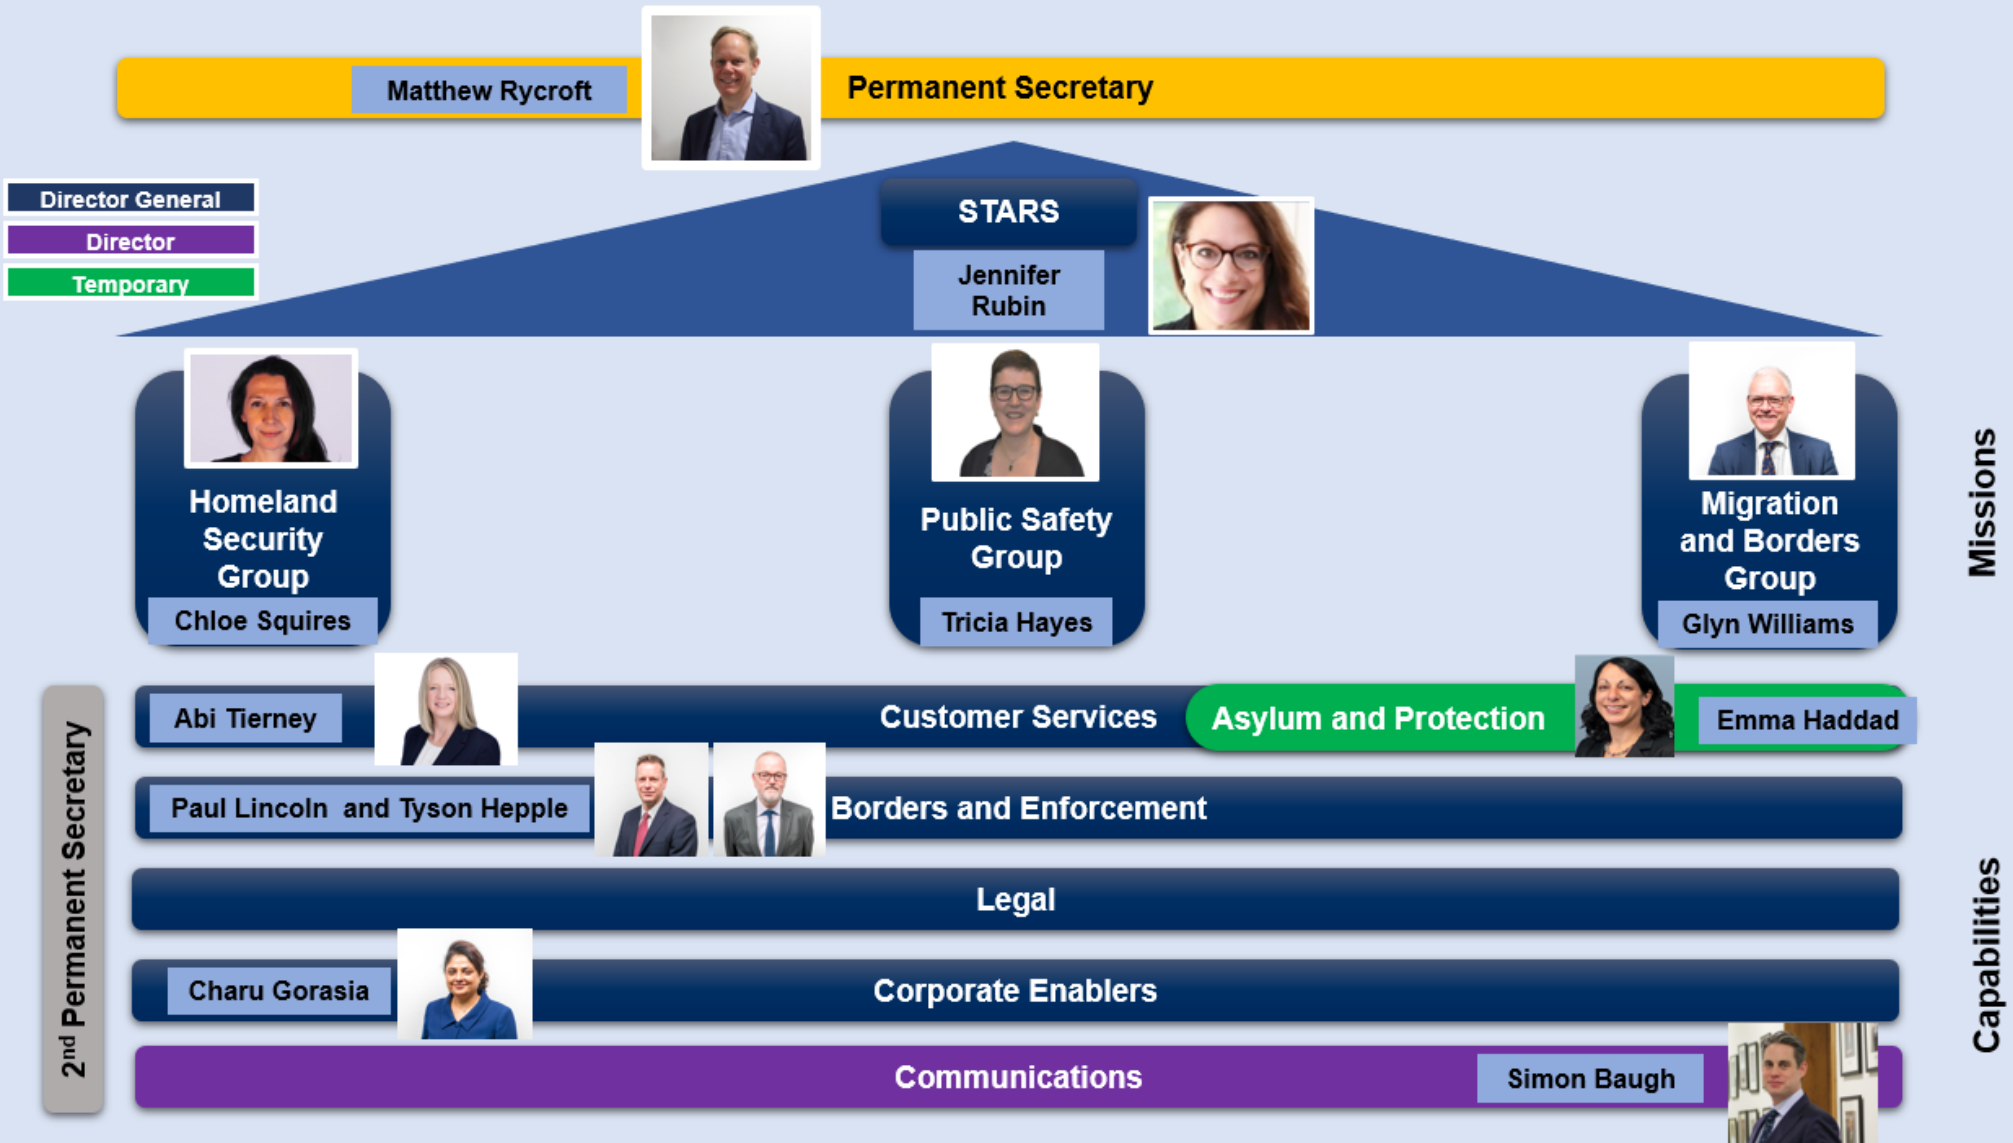 Matthew Rycroft
Permanent Secretary
Director General
Director
Temporary
STARS
Jennifer
Rubin
Homeland
Security
Group
Chloe Squires
Public Safety
Group
Tricia Hayes
Migration
and Borders
Group
Glyn Williams
Missions
2nd Permanent Secretary
Abi Tierney
Customer Services
Asylum and Protection
Emma Haddad
Paul Lincoln and Tyson Hepple
Borders and Enforcement
Legal
Charu Gorasia
Corporate Enablers
Communications
Simon Baugh
Capabilities